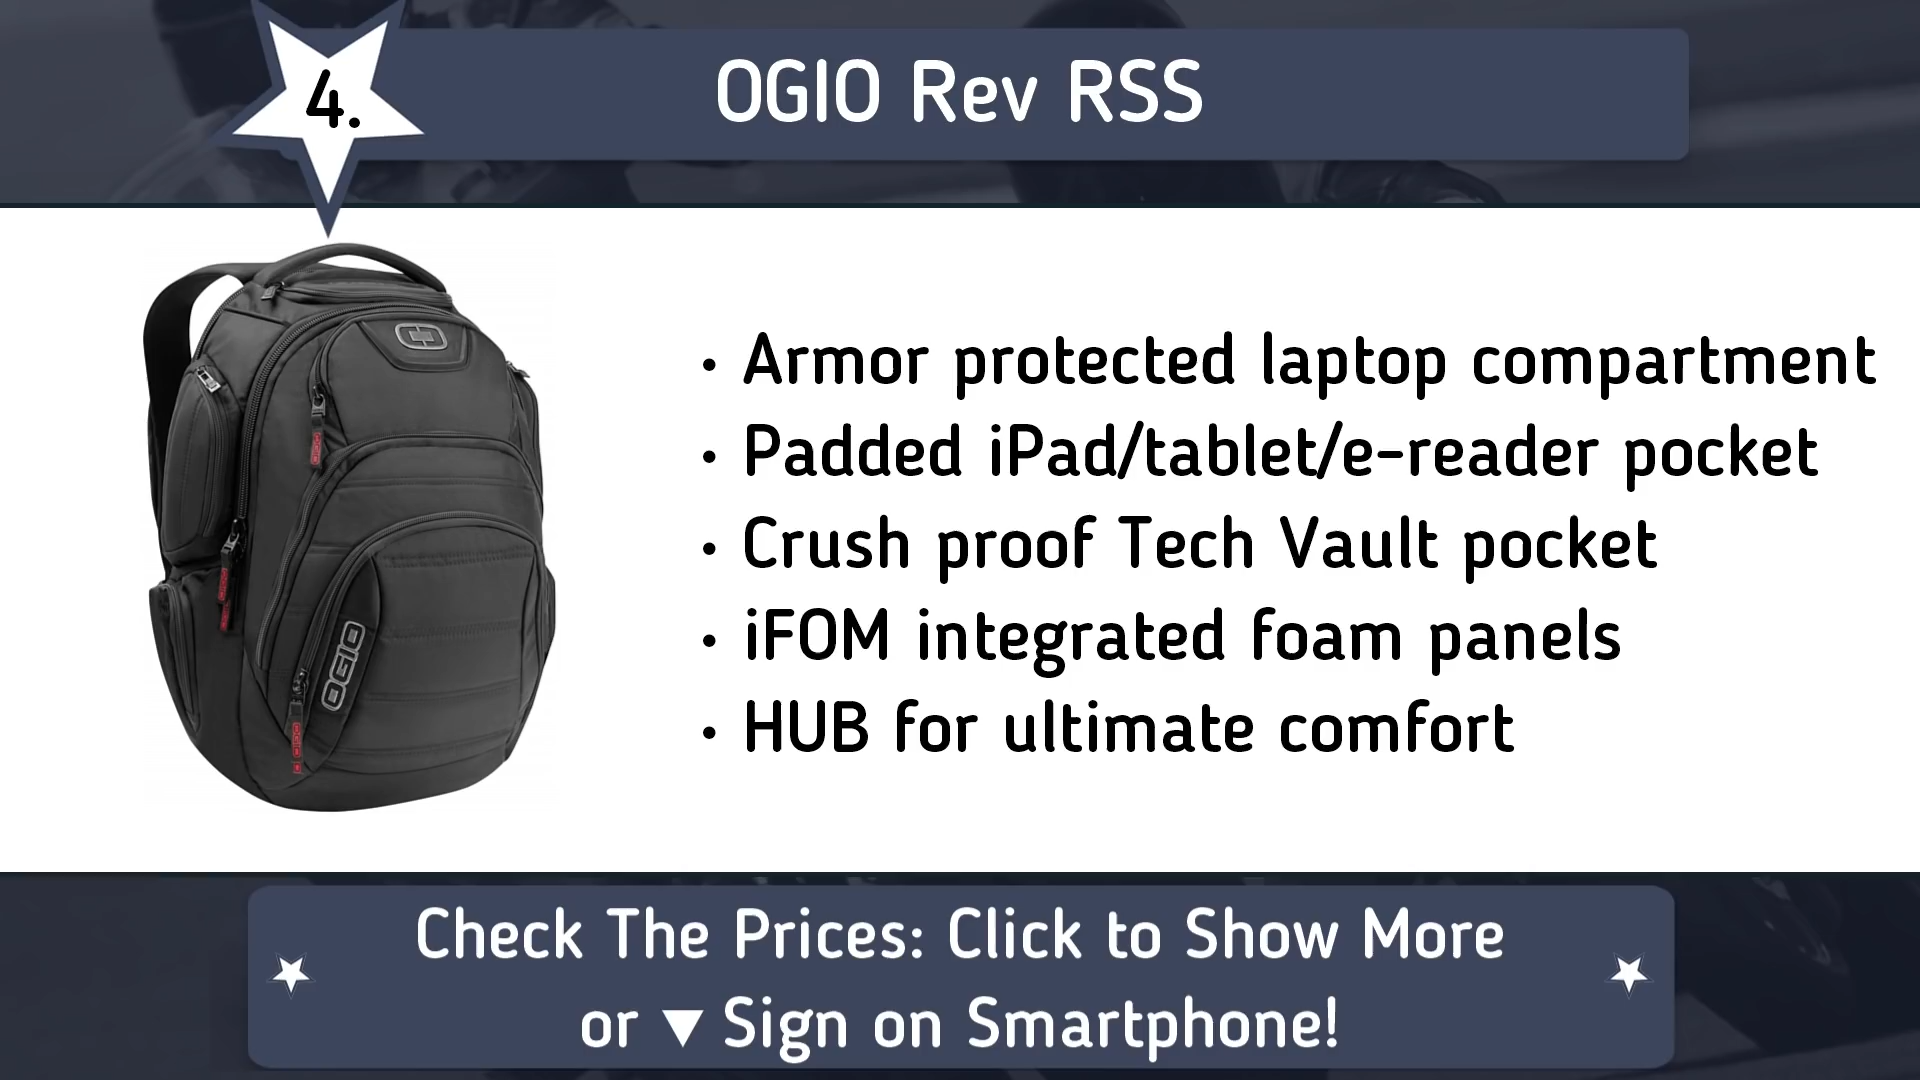 4.
OGIO Rev RSS
• Armor protected laptop compartment
• Padded iPad/tablet/e-reader pocket
• Crush proof Tech Vault pocket
• iFOM integrated foam panels
• HUB for ultimate comfort
OGIO
Check The Prices: Click to Show More
or ▼ Sign on Smartphone!